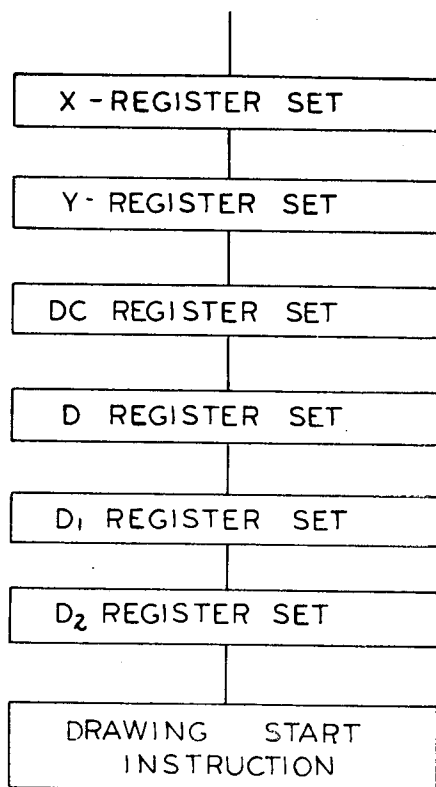 X - REGISTER SET
Y - REGISTER SET
DC REGISTER SET
D REGISTER SET
D₁ REGISTER SET
D₂ REGISTER SET
DRAWING START
INSTRUCTION